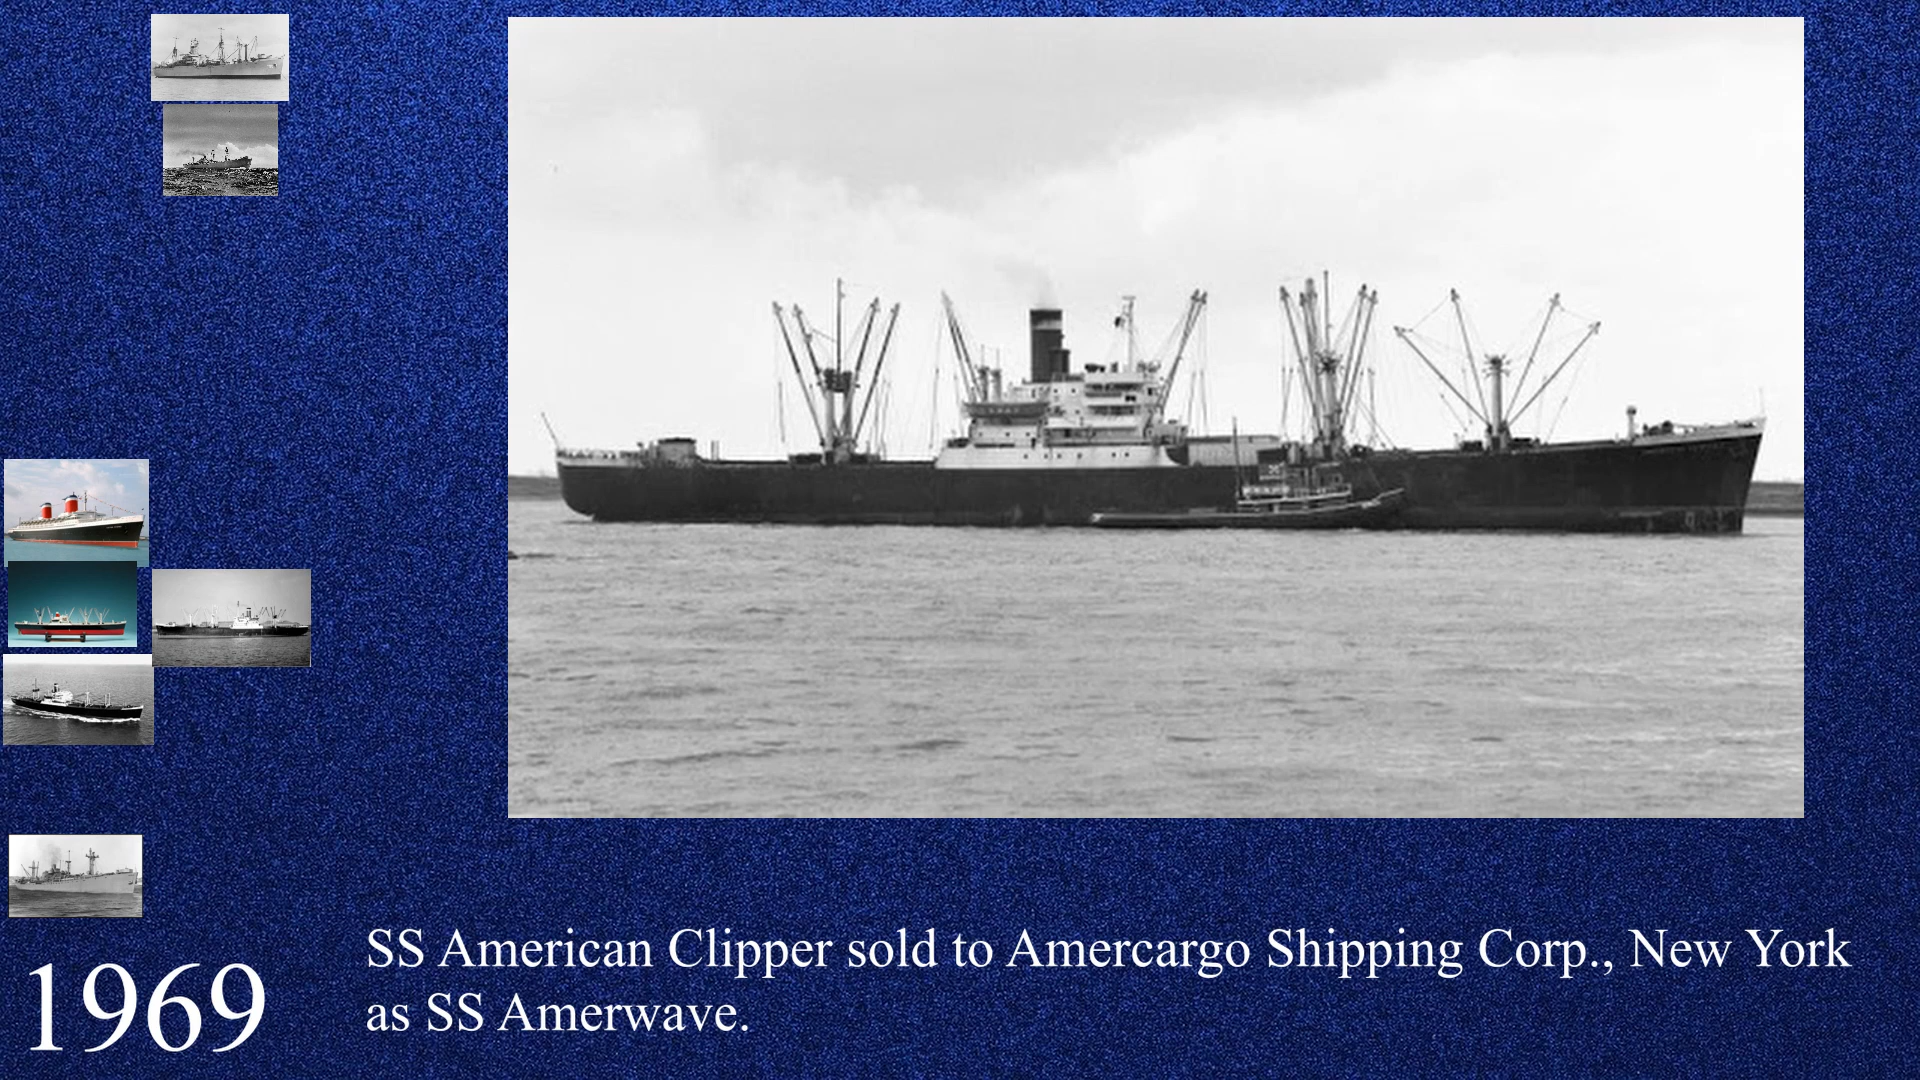 SS American Clipper sold to Amercargo Shipping Corp., New York
as SS Amerwave.
1969